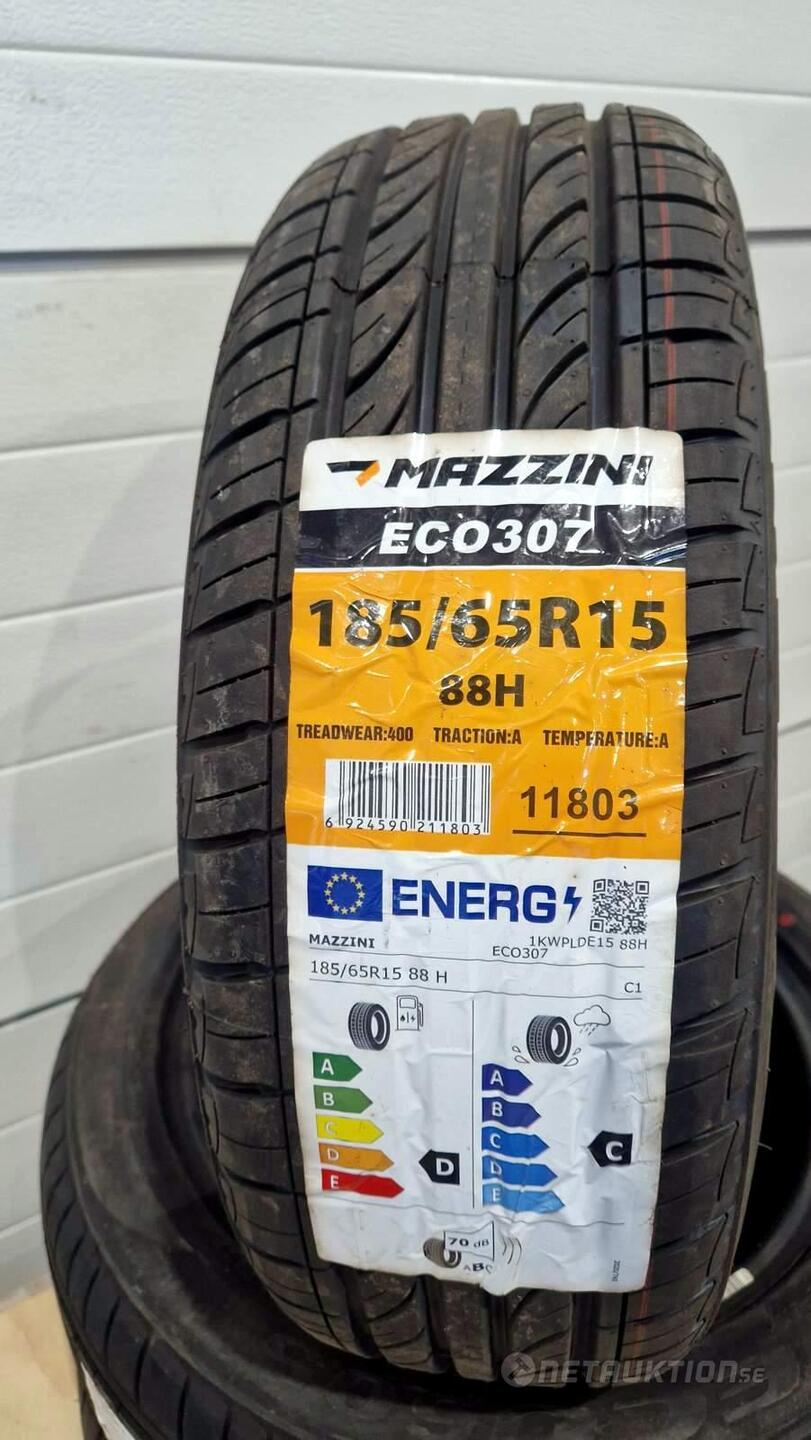 MAZZINI
ECO307
185/65R15
88H
TREADWEAR:400 TRACTION:A TEMPERATURE:A
6 924590 211803
11803
ENERG
MAZZINI
ECO307
1KWPLDE15 88H
185/65R15 88 H
C1
A
B
C
D
E
D
A
B
C
D
E
C
70 dB
ABC
NETAUKTION.SE